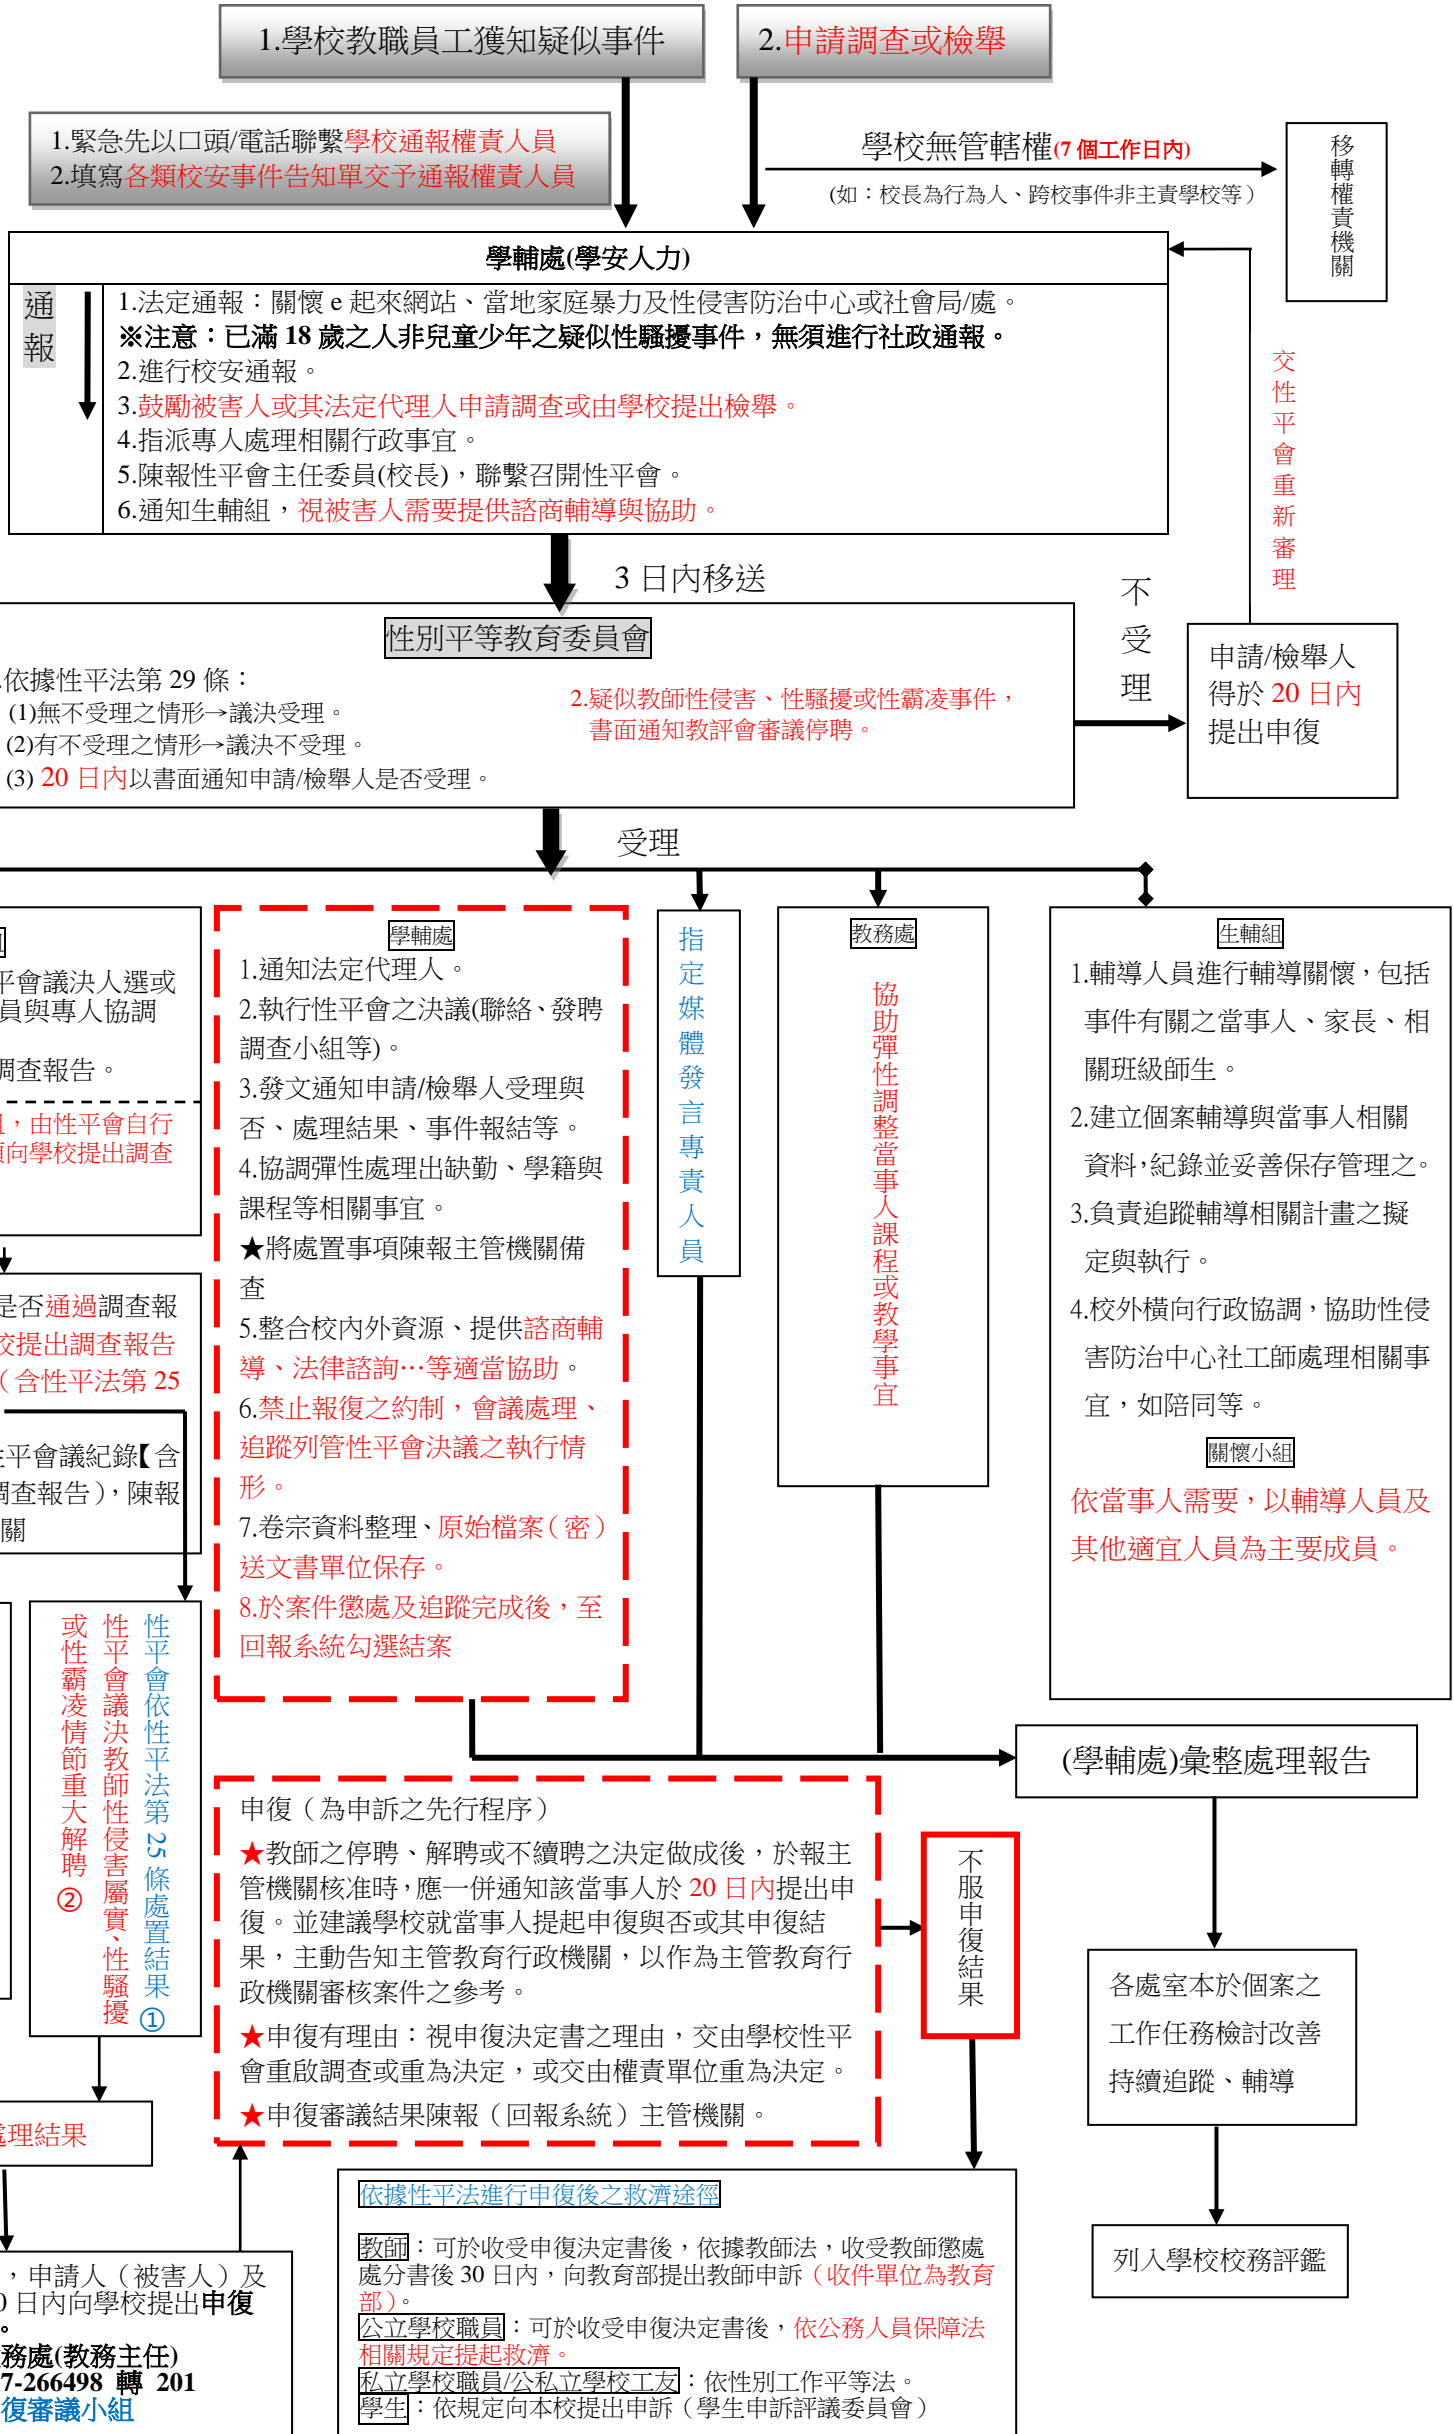 1.學校教職員工獲知疑似事件
2.申請調查或檢舉
1.緊急先以口頭/電話聯繫學校通報權責人員
2.填寫各類校安事件告知單交予通報權責人員
學校無管轄權(7 個工作日內)
(如：校長為行為人、跨校事件非主責學校等）
移轉權責機關
學輔處(學安人力)
通報
1.法定通報：關懷 e 起來網站、當地家庭暴力及性侵害防治中心或社會局/處。
※注意：已滿 18 歲之人非兒童少年之疑似性騷擾事件，無須進行社政通報。
2.進行校安通報。
3.鼓勵被害人或其法定代理人申請調查或由學校提出檢舉。
4.指派專人處理相關行政事宜。
5.陳報性平會主任委員(校長)，聯繫召開性平會。
6.通知生輔組，視被害人需要提供諮商輔導與協助。
交性平會重新審理
3 日內移送
性別平等教育委員會
.依據性平法第 29 條：
(1)無不受理之情形→議決受理。
(2)有不受理之情形→議決不受理。
(3) 20 日內以書面通知申請/檢舉人是否受理。
2.疑似教師性侵害、性騷擾或性霸凌事件，
書面通知教評會審議停聘。
不受理
申請/檢舉人
得於 20 日內
提出申復
受理
平會議決人選或
員與專人協調
調查報告。
，由性平會自行
向學校提出調查
是否通過調查報
校提出調查報告
（含性平法第 25
性平會議紀錄【含
調查報告），陳報
關
性平會依性平法第 25 條處置結果①
性平會議決教師性侵害屬實、性騷擾
或性霸凌情節重大解聘②
處理結果
，申請人（被害人）及
0 日內向學校提出申復
。
務處(教務主任)
7-266498 轉 201
復審議小組
學輔處
1.通知法定代理人。
2.執行性平會之決議(聯絡、發聘
調查小組等)。
3.發文通知申請/檢舉人受理與
否、處理結果、事件報結等。
4.協調彈性處理出缺勤、學籍與
課程等相關事宜。
★將處置事項陳報主管機關備
查
5.整合校內外資源、提供諮商輔
導、法律諮詢…等適當協助。
6.禁止報復之約制，會議處理、
追蹤列管性平會決議之執行情
形。
7.卷宗資料整理、原始檔案（密）
送文書單位保存。
8.於案件懲處及追蹤完成後，至
回報系統勾選結案
指定媒體發言專責人員
教務處
協助彈性調整當事人課程或教學事宜
生輔組
1.輔導人員進行輔導關懷，包括
事件有關之當事人、家長、相
關班級師生。
2.建立個案輔導與當事人相關
資料，紀錄並妥善保存管理之。
3.負責追蹤輔導相關計畫之擬
定與執行。
4.校外橫向行政協調，協助性侵
害防治中心社工師處理相關事
宜，如陪同等。
關懷小組
依當事人需要，以輔導人員及
其他適宜人員為主要成員。
(學輔處)彙整處理報告
申復（為申訴之先行程序）
★教師之停聘、解聘或不續聘之決定做成後，於報主
管機關核准時，應一併通知該當事人於 20 日內提出申
復。並建議學校就當事人提起申復與否或其申復結
果，主動告知主管教育行政機關，以作為主管教育行
政機關審核案件之參考。
★申復有理由：視申復決定書之理由，交由學校性平
會重啟調查或重為決定，或交由權責單位重為決定。
★申復審議結果陳報（回報系統）主管機關。
不服申復結果
各處室本於個案之
工作任務檢討改善
持續追蹤、輔導
列入學校校務評鑑
依據性平法進行申復後之救濟途徑
教師：可於收受申復決定書後，依據教師法，收受教師懲處
處分書後 30 日內，向教育部提出教師申訴（收件單位為教育
部）。
公立學校職員：可於收受申復決定書後，依公務人員保障法
相關規定提起救濟。
私立學校職員/公私立學校工友：依性別工作平等法。
學生：依規定向本校提出申訴（學生申訴評議委員會）